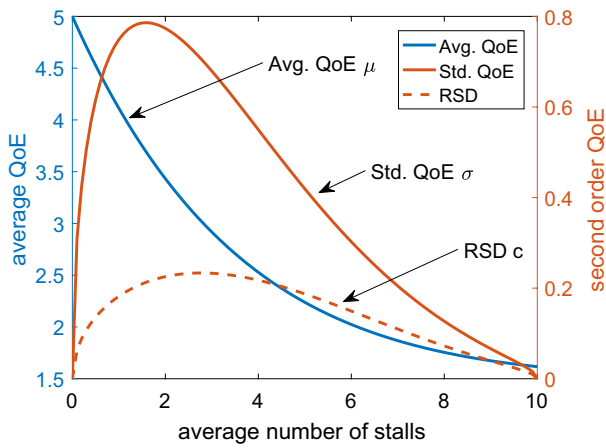 5
4.5
4
3.5
3
2.5
2
1.5
average QoE
0.8
0.6
0.4
0.2
0
second order QoE
Avg. QoE
Std. QoE
RSD
Avg. QoE μ
Std. QoE σ
RSD c
0 2 4 6 8 10
average number of stalls